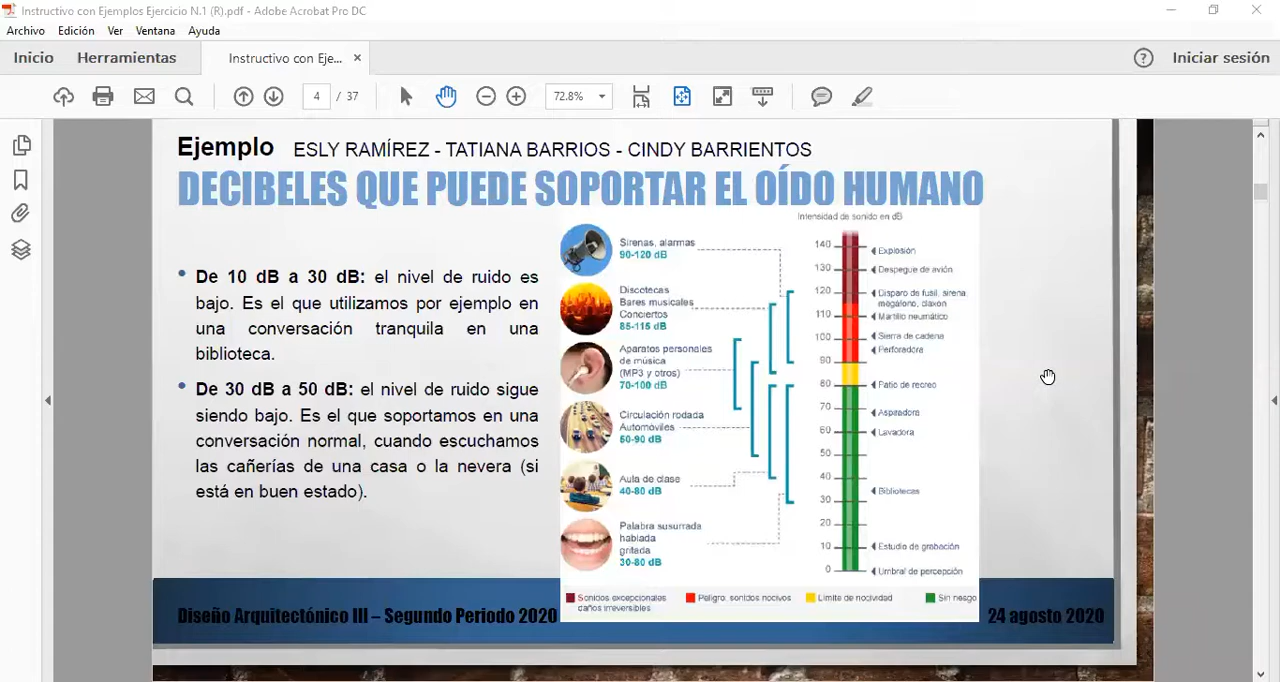 Instructivo con Ejemplos Ejercicio N.1 (R).pdf - Adobe Acrobat Pro DC
Archivo Edición Ver Ventana Ayuda
Inicio Herramientas Instructivo con Eje... × Iniciar sesión
4 / 37 72.8%
Ejemplo ESLY RAMÍREZ - TATIANA BARRIOS - CINDY BARRIENTOS
DECIBELES QUE PUEDE SOPORTAR EL OÍDO HUMANO
• De 10 dB a 30 dB: el nivel de ruido es
bajo. Es el que utilizamos por ejemplo en
una conversación tranquila en una
biblioteca.
• De 30 dB a 50 dB: el nivel de ruido sigue
siendo bajo. Es el que soportamos en una
conversación normal, cuando escuchamos
las cañerías de una casa o la nevera (si
está en buen estado).
Sirenas, alarmas
90-120 dB
Discotecas
Bares musicales
Conciertos
85-115 dB
Aparatos personales
de música
(MP3 y otros)
70-100 dB
Circulación rodada
Automóviles
50-90 dB
Aula de clase
40-80 dB
Palabra susurrada
hablada
gritada
30-80 dB
Intensidad de sonido en dB
140
130
120
110
100
90
80
70
60
50
40
30
20
10
0
Explosión
Despegue de avión
Disparo de fusil, sirena,
megáfono, claxon
Martillo neumático
Sierra de cadena
Perforadora
Patio de recreo
Aspiradora
Lavadora
Bibliotecas
Estudio de grabación
Umbral de percepción
Sonidos excepcionales
daños irreversibles
Peligro, sonidos nocivos
Límite de nocividad
Sin riesgo
Diseño Arquitectónico III – Segundo Periodo 2020
24 agosto 2020